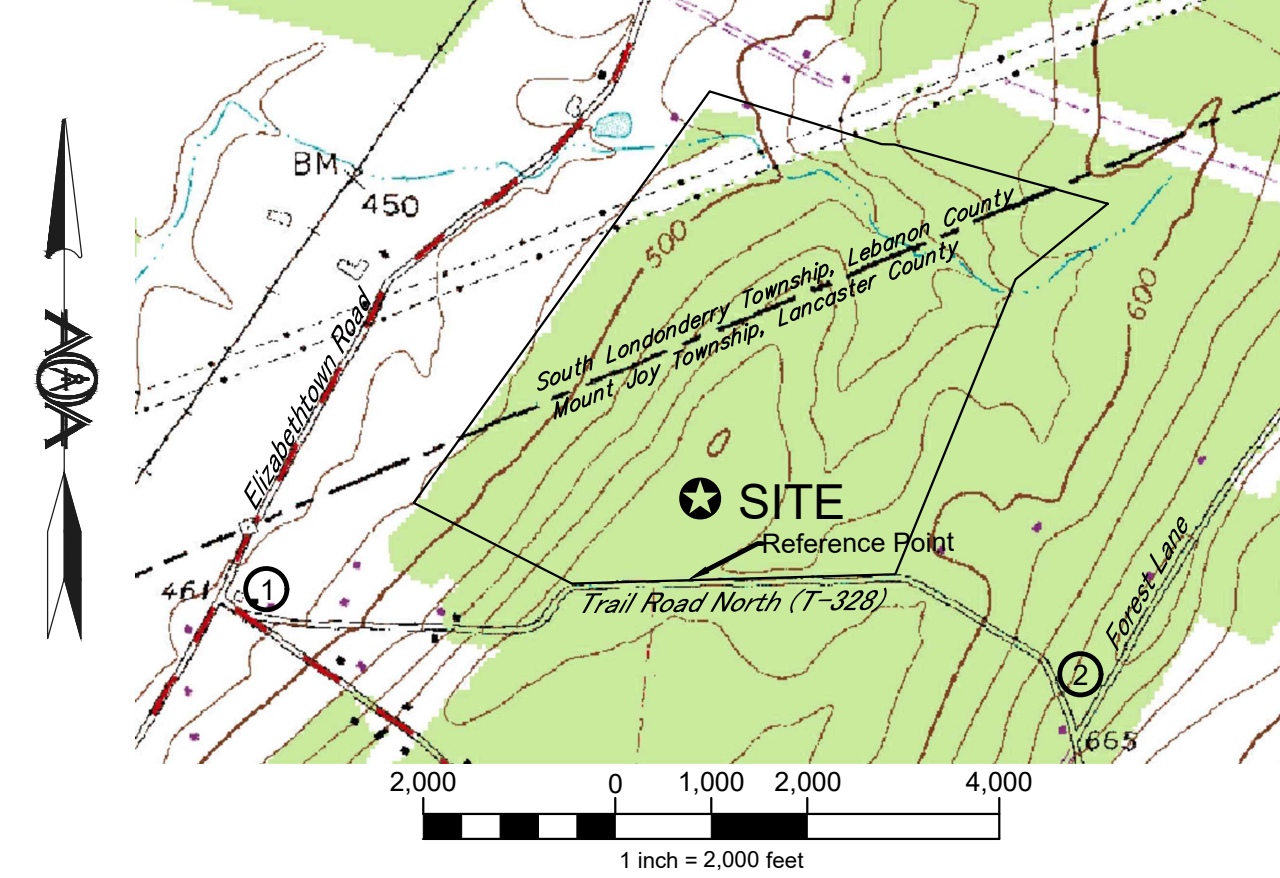 BM
450
500
South Londonderry Township, Lebanon County
Mount Joy Township, Lancaster County
600
Elizabethtown Road
SITE
Reference Point
461
1
Trail Road North (T-328)
Forest Lane
2
665
2,000 0 1,000 2,000 4,000
1 inch = 2,000 feet